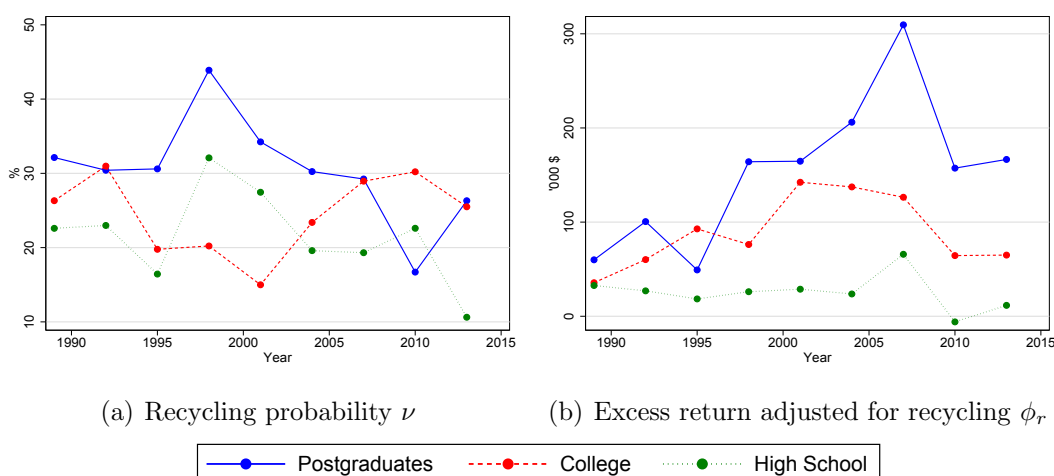 50
40
30
20
10
%
1990 1995 2000 2005 2010 2015
Year
(a) Recycling probability ν
300
200
100
0
'000 $
1990 1995 2000 2005 2010 2015
Year
(b) Excess return adjusted for recycling ϕr
Postgraduates College High School